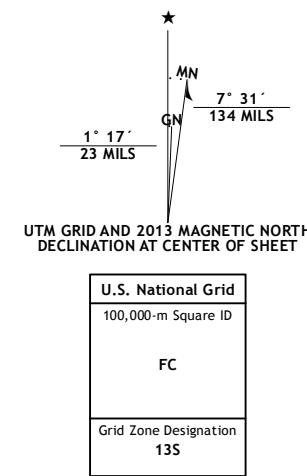 ★
MN
7° 31´
134 MILS
GN
1° 17´
23 MILS
UTM GRID AND 2013 MAGNETIC NORTH
DECLINATION AT CENTER OF SHEET
U.S. National Grid
100,000-m Square ID
FC
Grid Zone Designation
13S